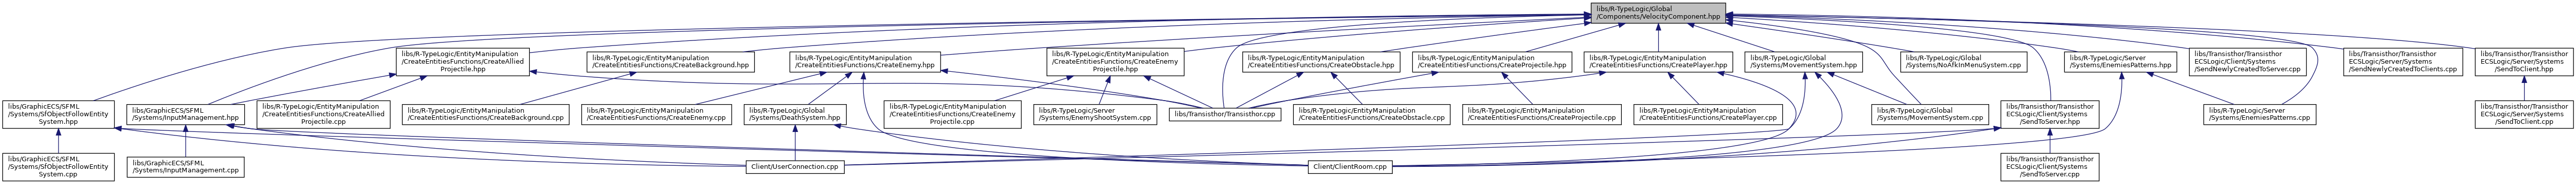 libs/R-TypeLogic/Global
/Components/VelocityComponent.hpp
libs/R-TypeLogic/EntityManipulation
/CreateEntitiesFunctions/CreateAllied
Projectile.hpp
libs/R-TypeLogic/EntityManipulation
/CreateEntitiesFunctions/CreateBackground.hpp
libs/R-TypeLogic/EntityManipulation
/CreateEntitiesFunctions/CreateEnemy.hpp
libs/R-TypeLogic/EntityManipulation
/CreateEntitiesFunctions/CreateEnemy
Projectile.hpp
libs/R-TypeLogic/EntityManipulation
/CreateEntitiesFunctions/CreateObstacle.hpp
libs/R-TypeLogic/EntityManipulation
/CreateEntitiesFunctions/CreateProjectile.hpp
libs/R-TypeLogic/EntityManipulation
/CreateEntitiesFunctions/CreatePlayer.hpp
libs/R-TypeLogic/Global
/Systems/MovementSystem.hpp
libs/R-TypeLogic/Global
/Systems/NoAfkInMenuSystem.cpp
libs/R-TypeLogic/Server
/Systems/EnemiesPatterns.hpp
libs/Transisthor/Transisthor
ECSLogic/Client/Systems
/SendNewlyCreatedToServer.cpp
libs/Transisthor/Transisthor
ECSLogic/Server/Systems
/SendNewlyCreatedToClients.cpp
libs/Transisthor/Transisthor
ECSLogic/Server/Systems
/SendToClient.hpp
libs/GraphicECS/SFML
/Systems/SfObjectFollowEntity
System.hpp
libs/GraphicECS/SFML
/Systems/InputManagement.hpp
libs/R-TypeLogic/EntityManipulation
/CreateEntitiesFunctions/CreateAllied
Projectile.cpp
libs/R-TypeLogic/EntityManipulation
/CreateEntitiesFunctions/CreateBackground.cpp
libs/R-TypeLogic/EntityManipulation
/CreateEntitiesFunctions/CreateEnemy.cpp
libs/R-TypeLogic/Global
/Systems/DeathSystem.hpp
libs/R-TypeLogic/EntityManipulation
/CreateEntitiesFunctions/CreateEnemy
Projectile.cpp
libs/R-TypeLogic/Server
/Systems/EnemyShootSystem.cpp
libs/Transisthor/Transisthor.cpp
libs/R-TypeLogic/EntityManipulation
/CreateEntitiesFunctions/CreateObstacle.cpp
libs/R-TypeLogic/EntityManipulation
/CreateEntitiesFunctions/CreateProjectile.cpp
libs/R-TypeLogic/EntityManipulation
/CreateEntitiesFunctions/CreatePlayer.cpp
libs/R-TypeLogic/Global
/Systems/MovementSystem.cpp
libs/Transisthor/Transisthor
ECSLogic/Client/Systems
/SendToServer.hpp
libs/R-TypeLogic/Server
/Systems/EnemiesPatterns.cpp
libs/Transisthor/Transisthor
ECSLogic/Server/Systems
/SendToClient.cpp
libs/GraphicECS/SFML
/Systems/SfObjectFollowEntity
System.cpp
libs/GraphicECS/SFML
/Systems/InputManagement.cpp
Client/UserConnection.cpp
Client/ClientRoom.cpp
libs/Transisthor/Transisthor
ECSLogic/Client/Systems
/SendToServer.cpp